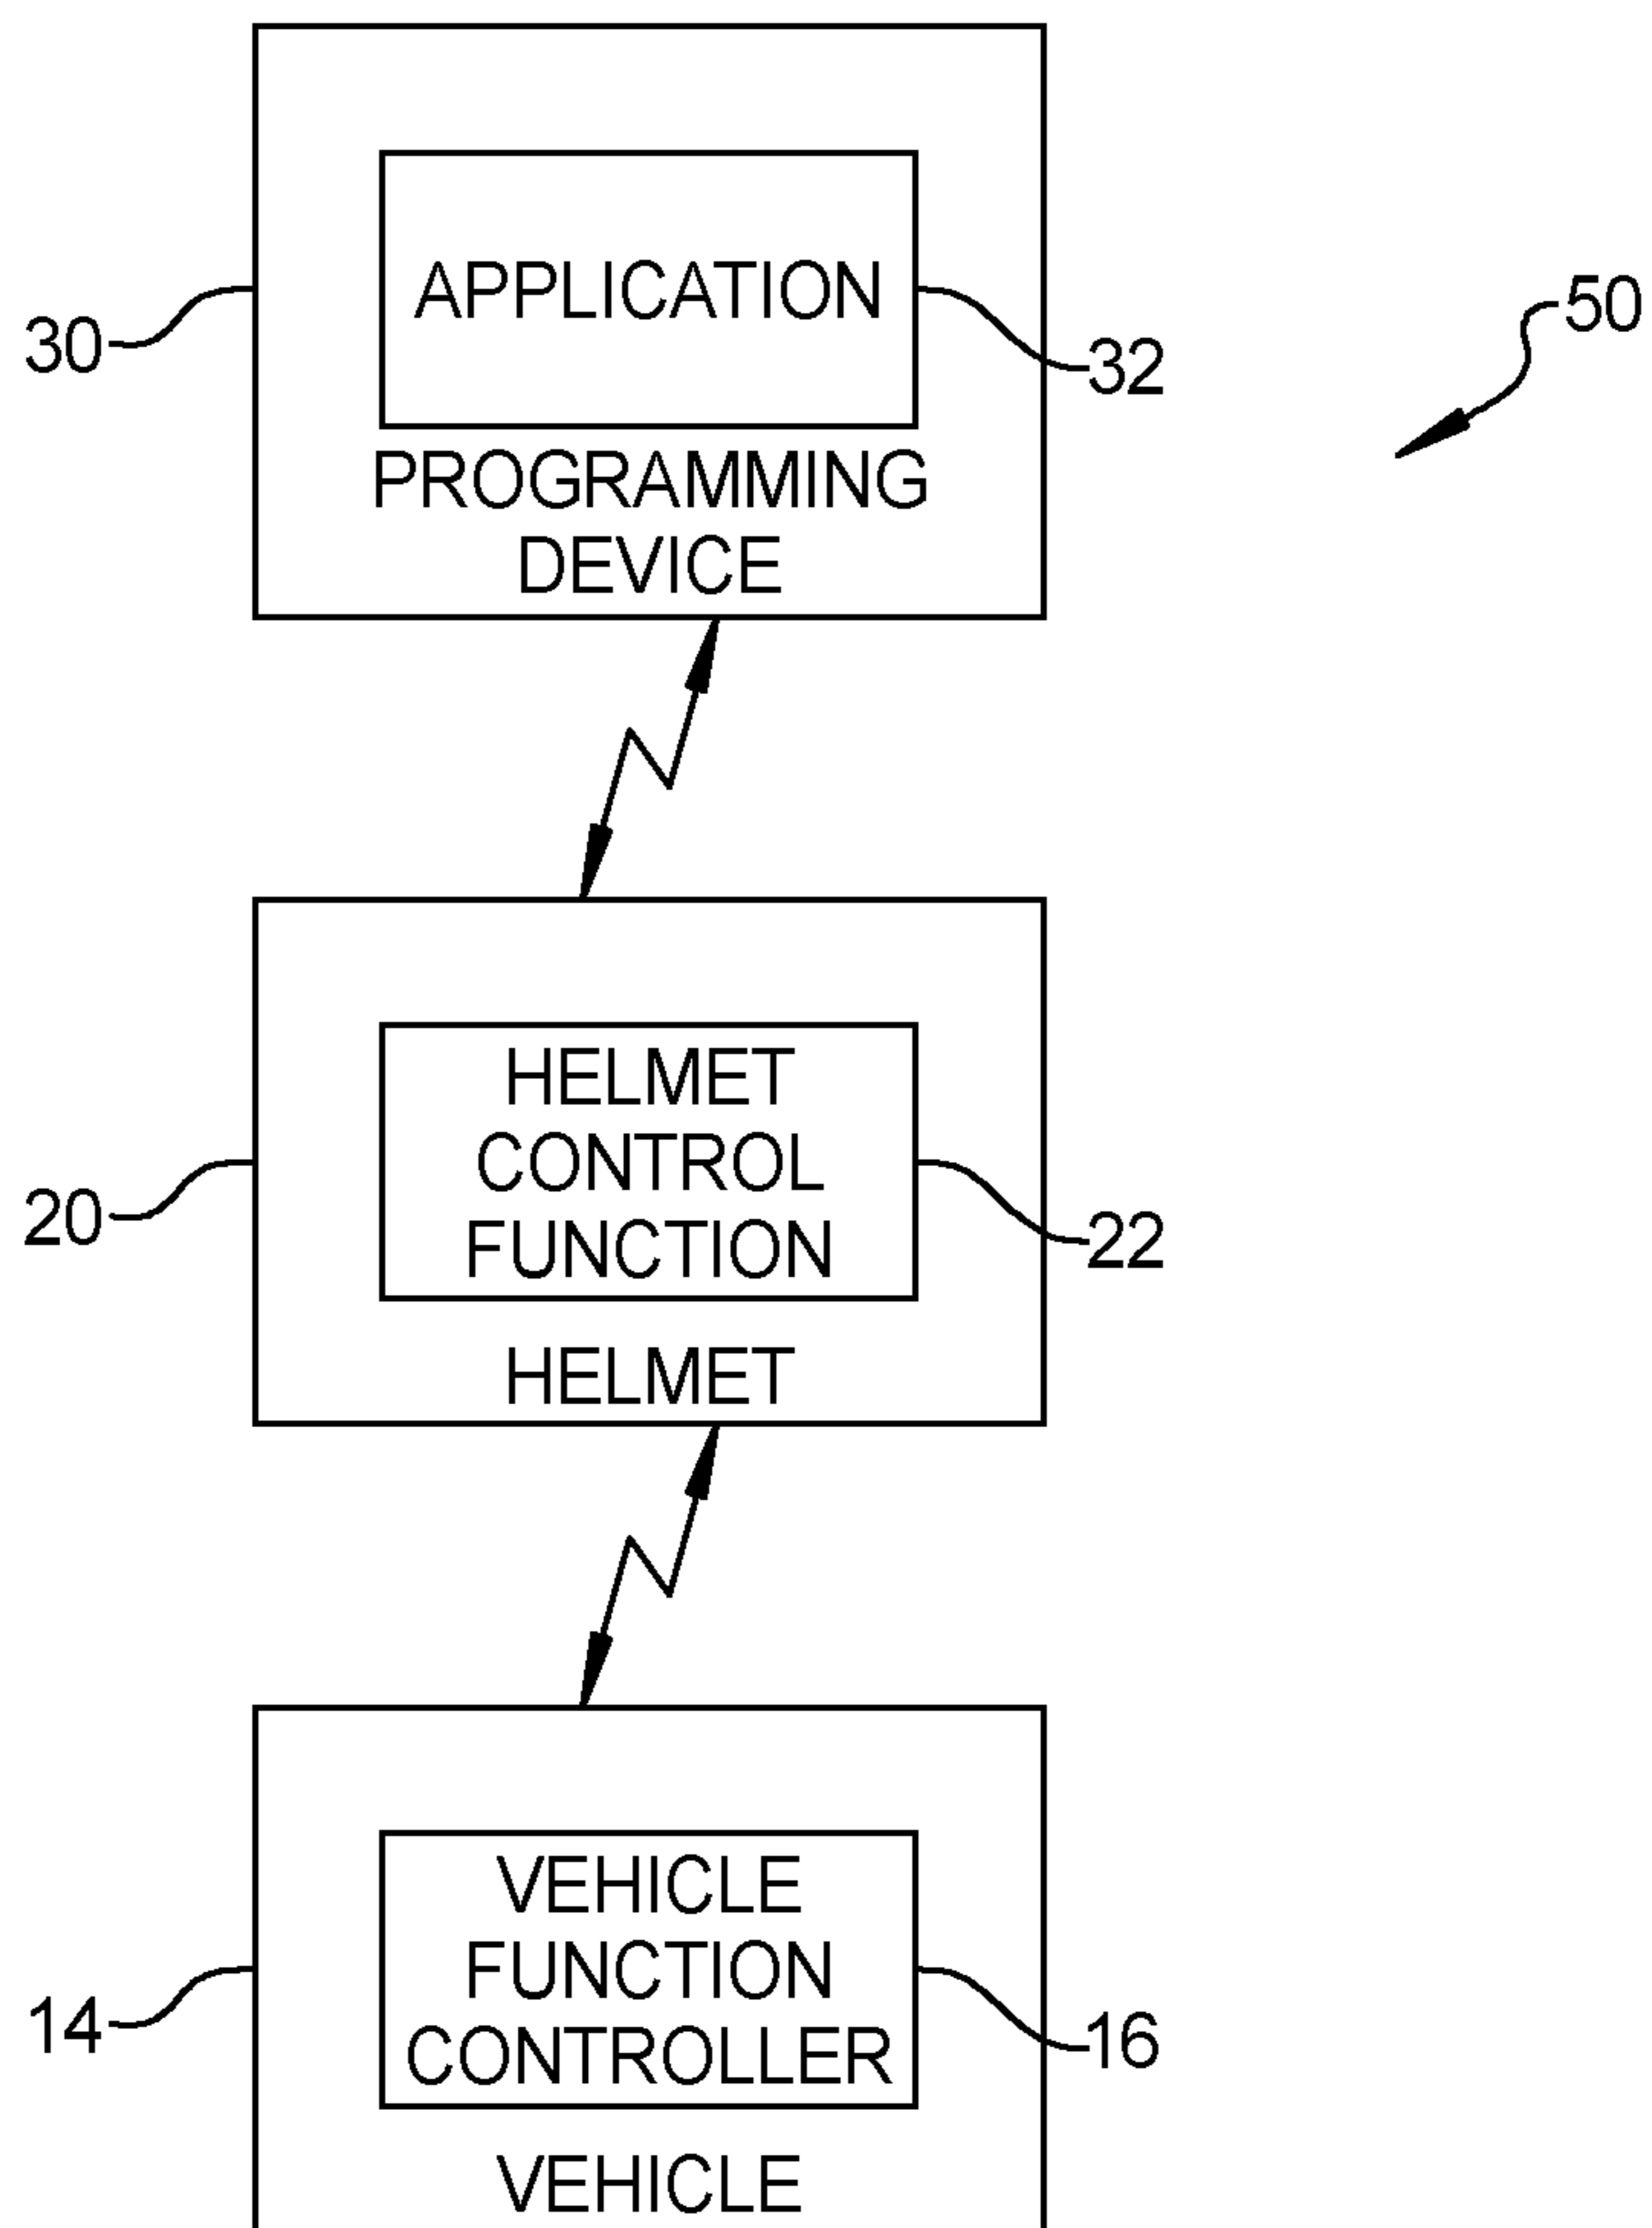 APPLICATION
30
32
50
PROGRAMMING
DEVICE
HELMET
CONTROL
FUNCTION
20
22
HELMET
VEHICLE
FUNCTION
CONTROLLER
14
16
VEHICLE